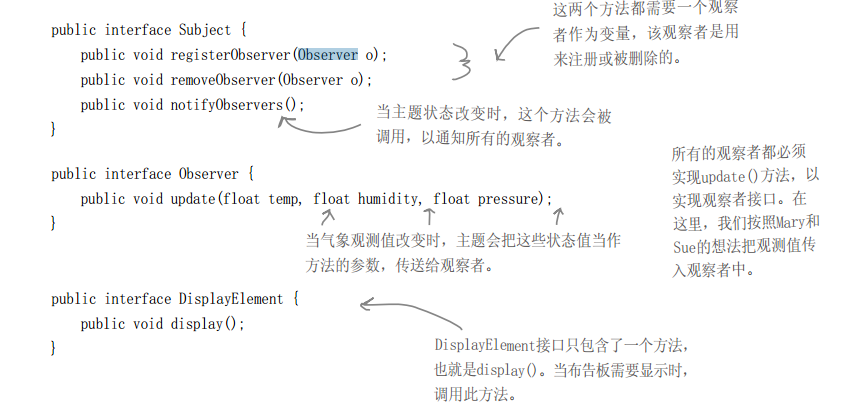 public interface Subject {
public void registerObserver(Observer o);
public void removeObserver(Observer o);
public void notifyObservers();
}
这两个方法都需要一个观察
者作为变量，该观察者是用
来注册或被删除的。
当主题状态改变时，这个方法会被
调用，以通知所有的观察者。
public interface Observer {
public void update(float temp, float humidity, float pressure);
}
所有的观察者都必须
实现update()方法，以
实现观察者接口。在
这里，我们按照Mary和
Sue的想法把观测值传
入观察者中。
当气象观测值改变时，主题会把这些状态值当作
方法的参数，传送给观察者。
public interface DisplayElement {
public void display();
}
DisplayElement接口只包含了一个方法，
也就是display()。当布告板需要显示时，
调用此方法。